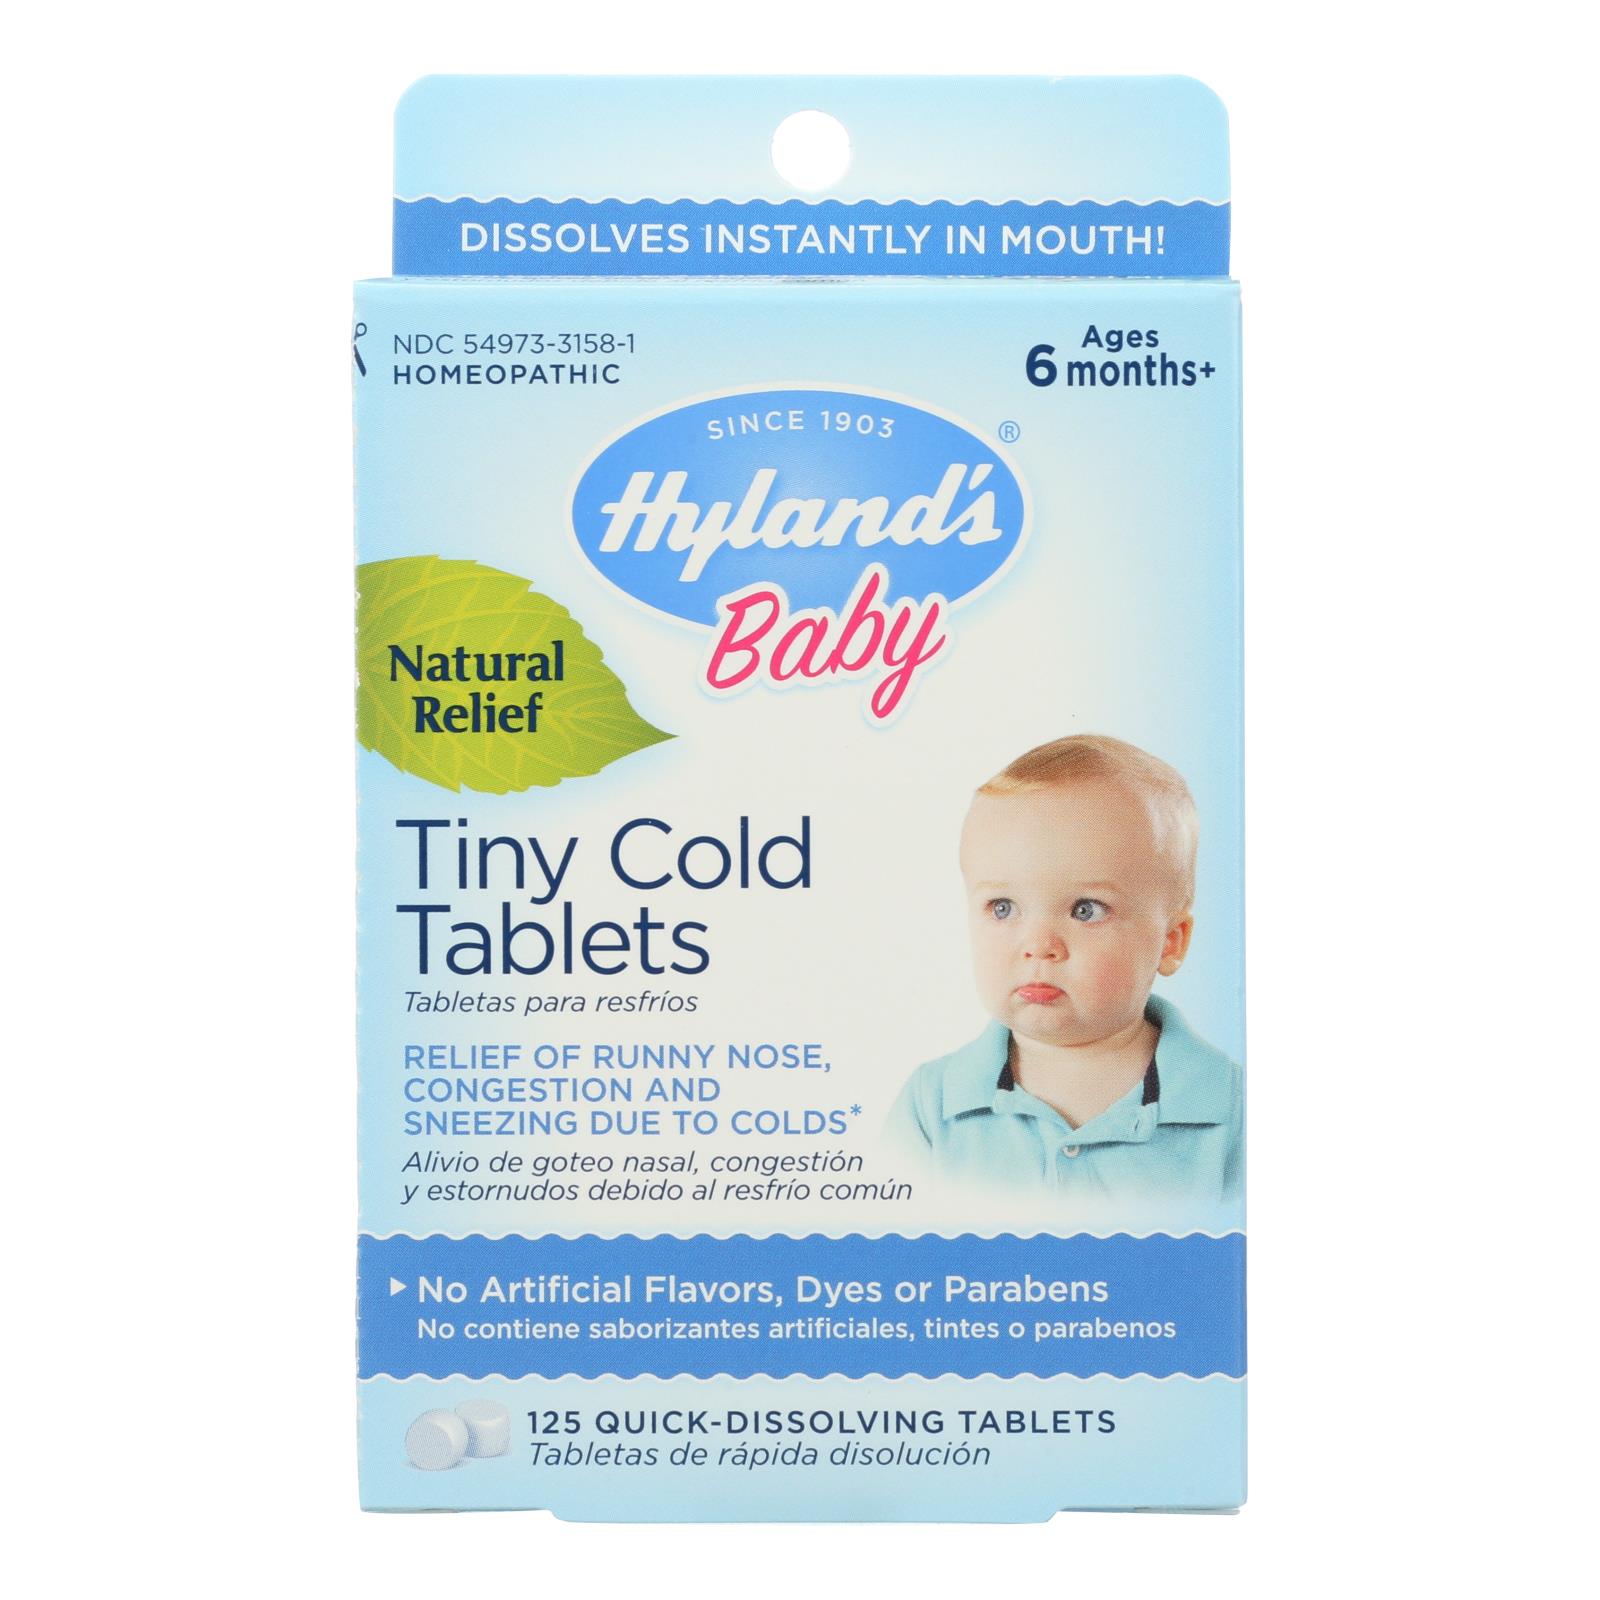 DISSOLVES INSTANTLY IN MOUTH!
NDC 54973-3158-1
HOMEOPATHIC
Ages
6 months+
SINCE 1903
Hyland's®
Baby
Natural
Relief
Tiny Cold
Tablets
Tabletas para resfríos
RELIEF OF RUNNY NOSE,
CONGESTION AND
SNEEZING DUE TO COLDS*
Alivio de goteo nasal, congestión
y estornudos debido al resfrío común
▸ No Artificial Flavors, Dyes or Parabens
No contiene saborizantes artificiales, tintes o parabenos
125 QUICK-DISSOLVING TABLETS
Tabletas de rápida disolución